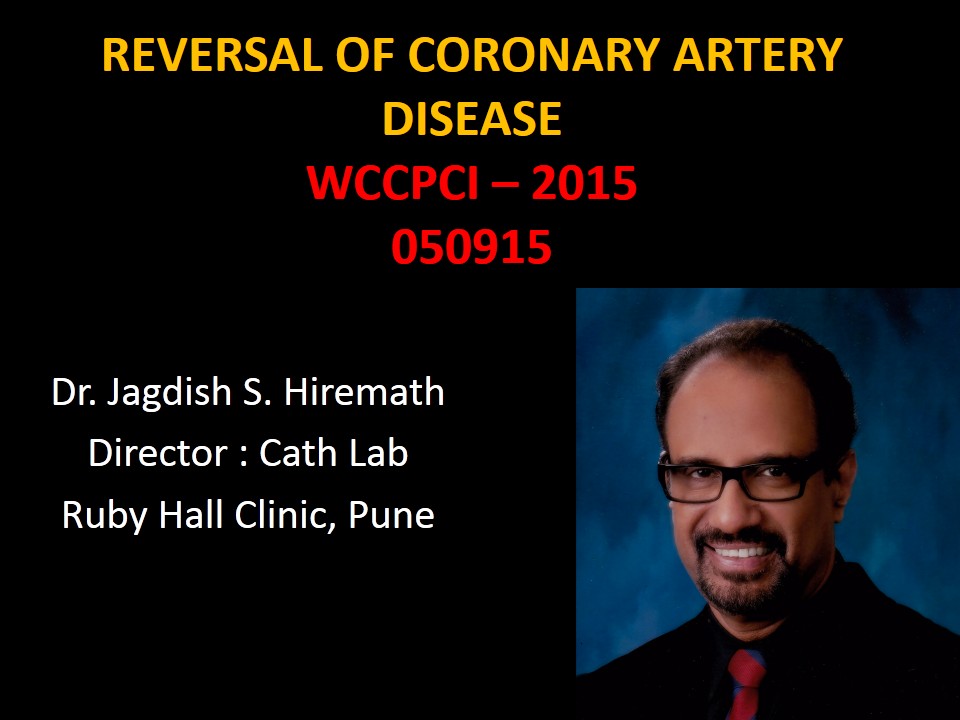 REVERSAL OF CORONARY ARTERY
DISEASE
WCCPCI – 2015
050915
Dr. Jagdish S. Hiremath
Director : Cath Lab
Ruby Hall Clinic, Pune